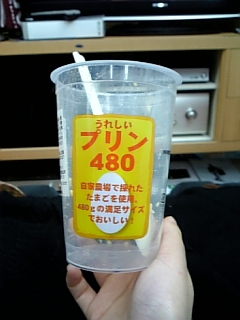 うれしい
プリン
480
自家農場で採れた
たまごを使用。
480gの満足サイズ
でおいしい!